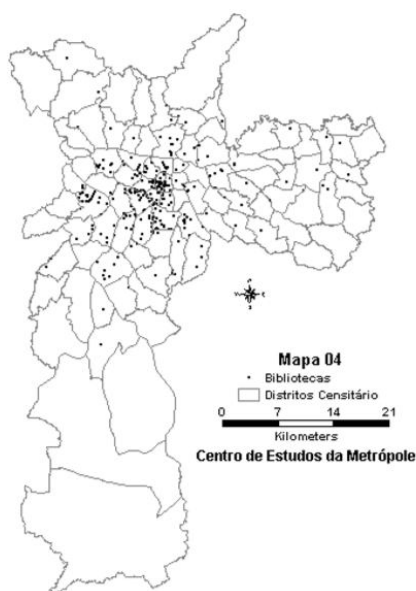 Mapa 04
Bibliotecas
Distritos Censitário
0 7 14 21
Kilometers
Centro de Estudos da Metrópole